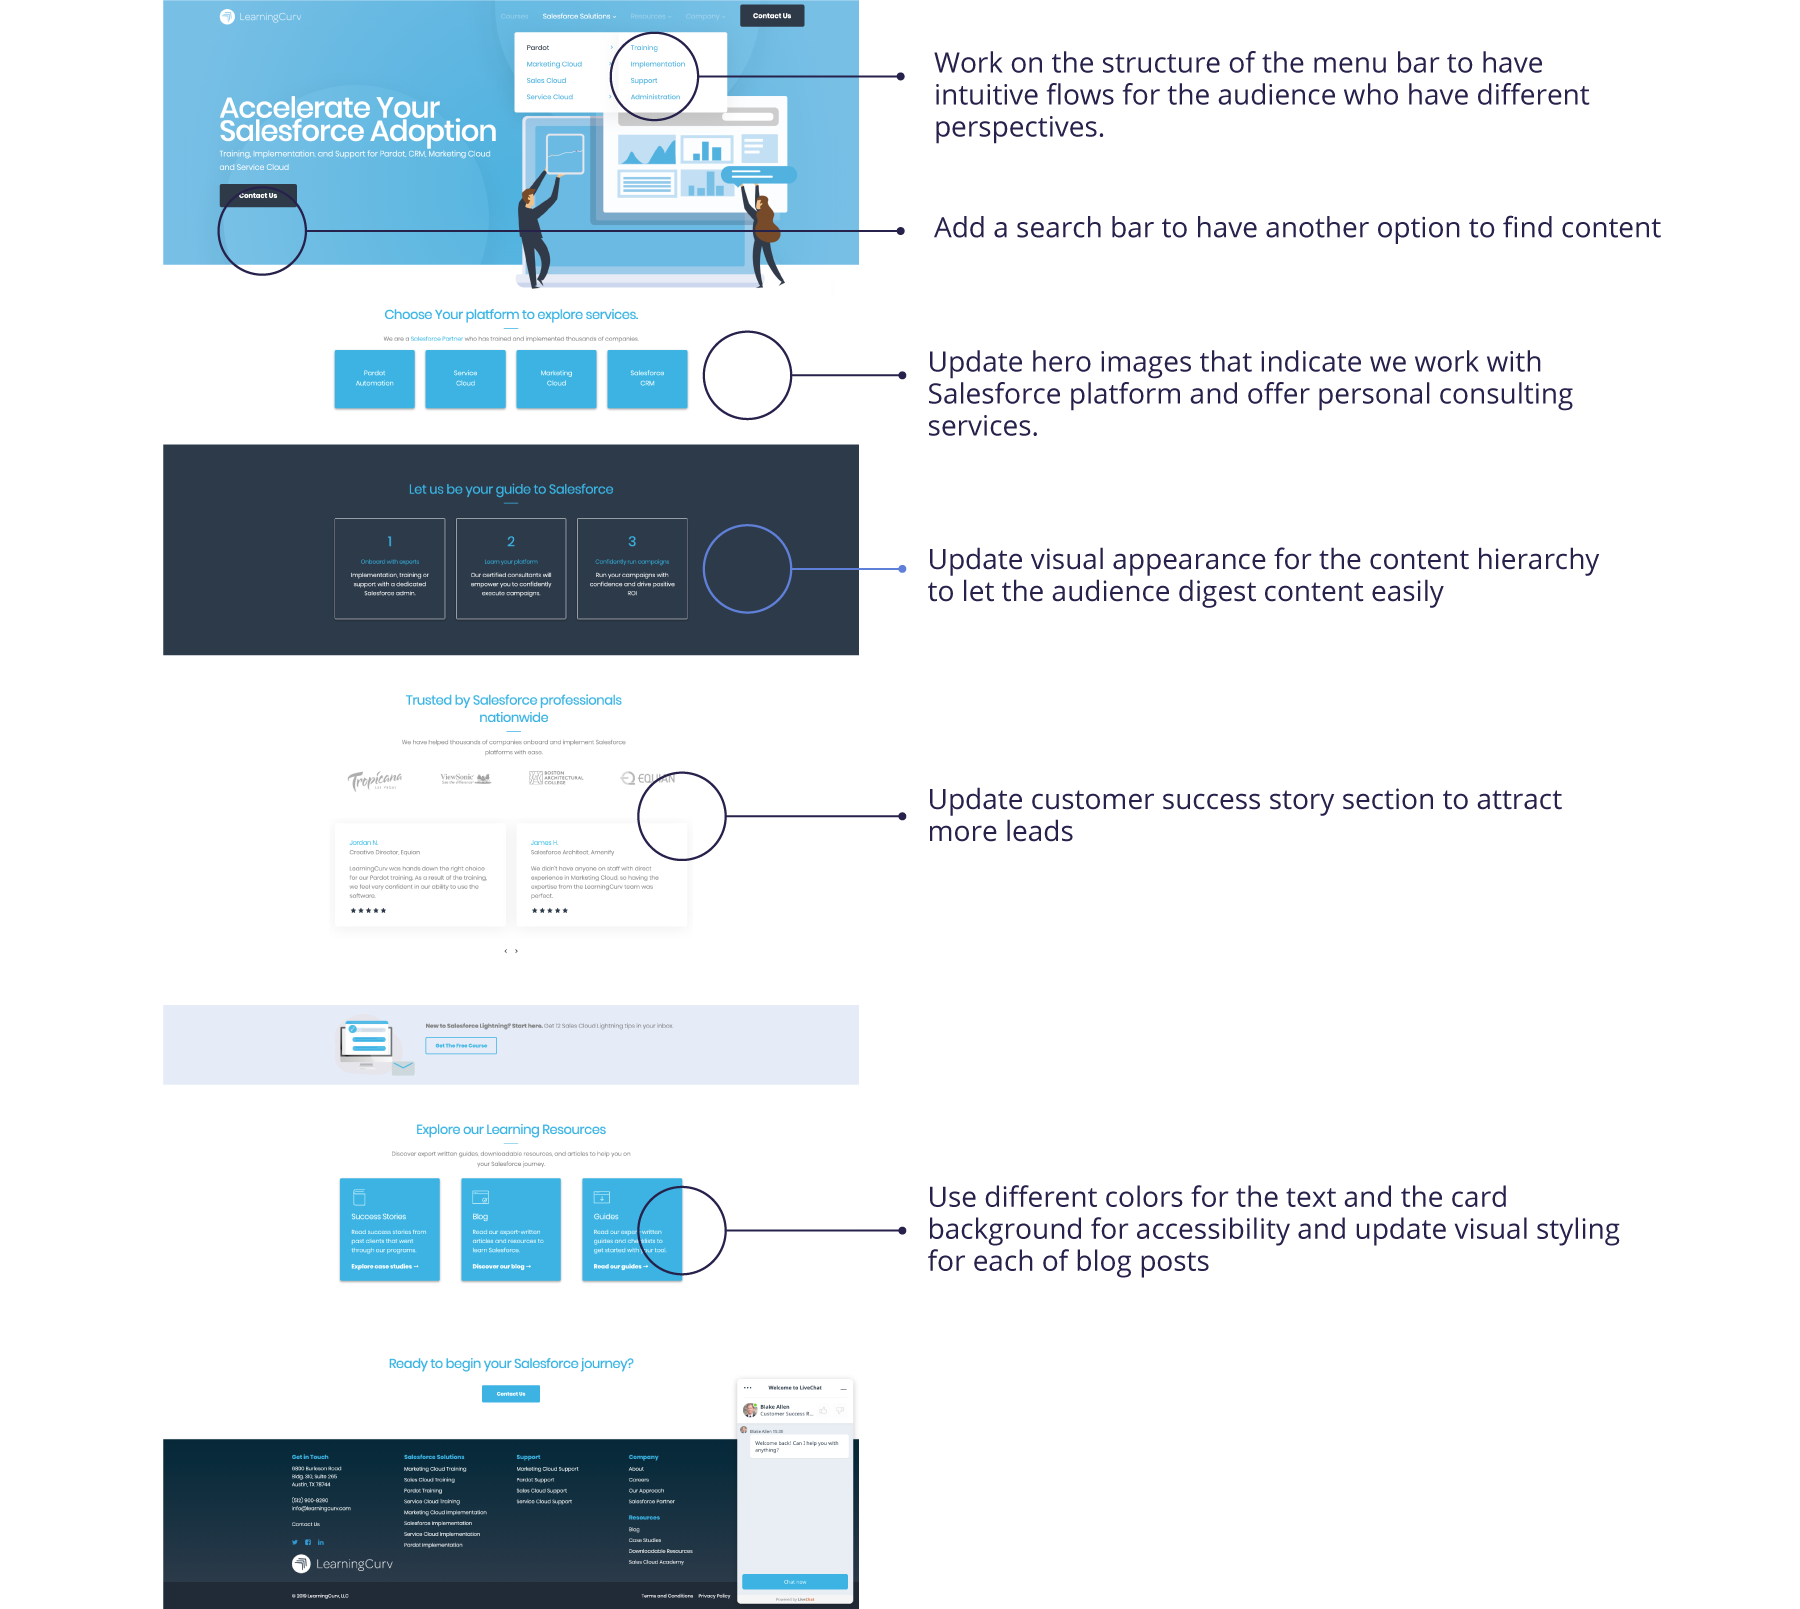 LearningCurv
Courses
Salesforce Solutions
Resources
Company
Contact Us
Pardot
Marketing Cloud
Sales Cloud
Service Cloud
Training
Implementation
Support
Administration
Accelerate Your
Salesforce Adoption
Training, Implementation, and Support for Pardot, CRM, Marketing Cloud
and Service Cloud
Contact Us
Work on the structure of the menu bar to have
intuitive flows for the audience who have different
perspectives.
Add a search bar to have another option to find content
Choose Your platform to explore services.
We are a Salesforce Partner who has trained and implemented thousands of companies.
Pardot
Automation
Service
Cloud
Marketing
Cloud
Salesforce
CRM
Update hero images that indicate we work with
Salesforce platform and offer personal consulting
services.
Let us be your guide to Salesforce
1
Onboard with experts
Implementation, training or
support with a dedicated
Salesforce admin.
2
Learn your platform
Our certified consultants will
empower you to confidently
execute campaigns.
3
Confidently run campaigns
Run your campaigns with
confidence and drive positive
ROI
Update visual appearance for the content hierarchy
to let the audience digest content easily
Trusted by Salesforce professionals
nationwide
We have helped thousands of companies onboard and implement Salesforce
platforms with ease.
Tropicana
LAS VEGAS
ViewSonic
See the difference
BOSTON
ARCHITECTURAL
COLLEGE
EQUIAN
Jordan N.
Creative Director, Equian
LearningCurv was hands down the right choice
for our Pardot training. As a result of the training,
we feel very confident in our ability to use the
software.
James H.
Salesforce Architect, Amenify
We didn't have anyone on staff with direct
experience in Marketing Cloud, so having the
expertise from the LearningCurv team was
perfect.
Update customer success story section to attract
more leads
New to Salesforce Lightning? Start here. Get 12 Sales Cloud Lightning tips in your inbox.
Get The Free Course
Explore our Learning Resources
Discover expert written guides, downloadable resources, and articles to help you on
your Salesforce journey.
Success Stories
Read success stories from
past clients that went
through our programs.
Explore case studies →
Blog
Read our expert-written
articles and resources to
learn Salesforce.
Discover our blog →
Guides
Read our expert-written
guides and checklists to
get started with your tool.
Read our guides →
Use different colors for the text and the card
background for accessibility and update visual styling
for each of blog posts
Ready to begin your Salesforce journey?
Contact Us
Welcome to LiveChat
Blake Allen
Customer Success R...
Blake Allen 15:28
Welcome back! Can I help you with
anything?
Chat now
Powered by LiveChat
Get in Touch
6800 Burleson Road
Bldg. 310, Suite 265
Austin, TX 78744
(512) 900-8290
info@learningcurv.com
Contact Us
LearningCurv
Salesforce Solutions
Marketing Cloud Training
Sales Cloud Training
Pardot Training
Service Cloud Training
Marketing Cloud Implementation
Salesforce Implementation
Service Cloud Implementation
Pardot Implementation
Support
Marketing Cloud Support
Pardot Support
Sales Cloud Support
Service Cloud Support
Company
About
Careers
Our Approach
Salesforce Partner
Resources
Blog
Case Studies
Downloadable Resources
Sales Cloud Academy
© 2019 LearningCurv, LLC
Terms and Conditions
Privacy Policy